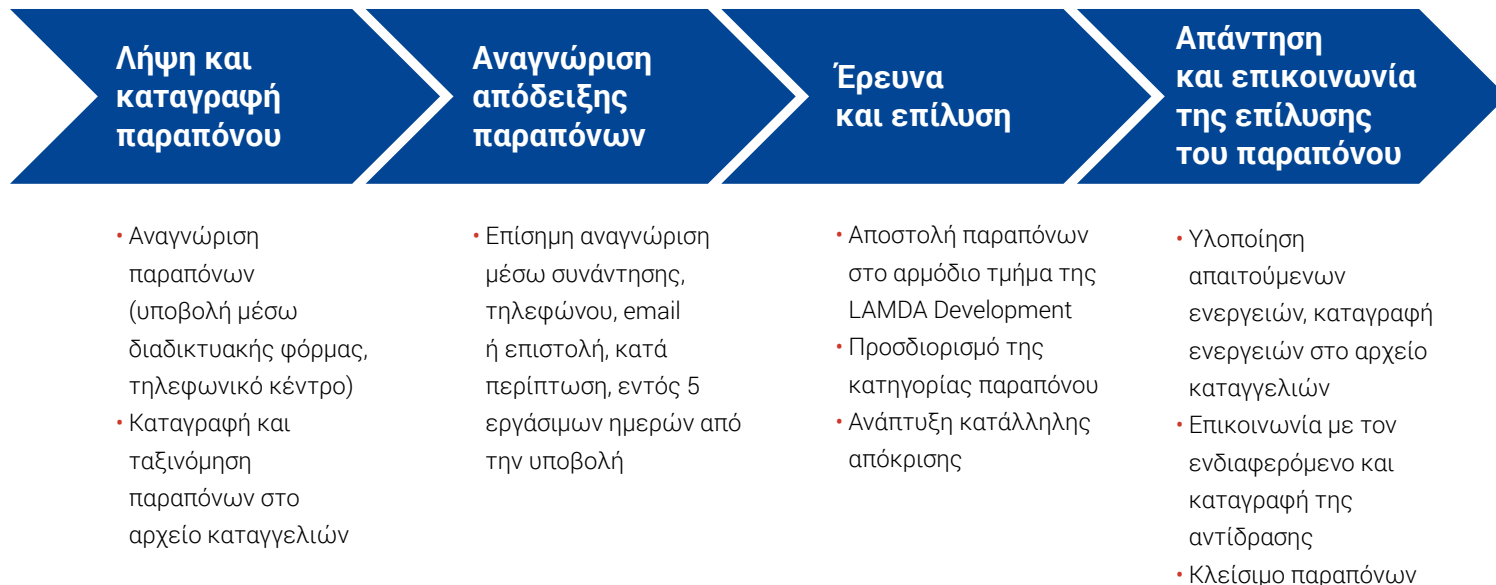 Λήψη και
καταγραφή
παραπόνου
Αναγνώριση
απόδειξης
παραπόνων
Έρευνα
και επίλυση
Απάντηση
και επικοινωνία
της επίλυσης
του παραπόνου
• Αναγνώριση
παραπόνων
(υποβολή μέσω
διαδικτυακής φόρμας,
τηλεφωνικό κέντρο)
• Καταγραφή και
ταξινόμηση
παραπόνων στο
αρχείο καταγγελιών
• Επίσημη αναγνώριση
μέσω συνάντησης,
τηλεφώνου, email
ή επιστολή, κατά
περίπτωση, εντός 5
εργάσιμων ημερών από
την υποβολή
• Αποστολή παραπόνων
στο αρμόδιο τμήμα της
LAMDA Development
• Προσδιορισμό της
κατηγορίας παραπόνου
• Ανάπτυξη κατάλληλης
απόκρισης
• Υλοποίηση
απαιτούμενων
ενεργειών, καταγραφή
ενεργειών στο αρχείο
καταγγελιών
• Επικοινωνία με τον
ενδιαφερόμενο και
καταγραφή της
αντίδρασης
• Κλείσιμο παραπόνων